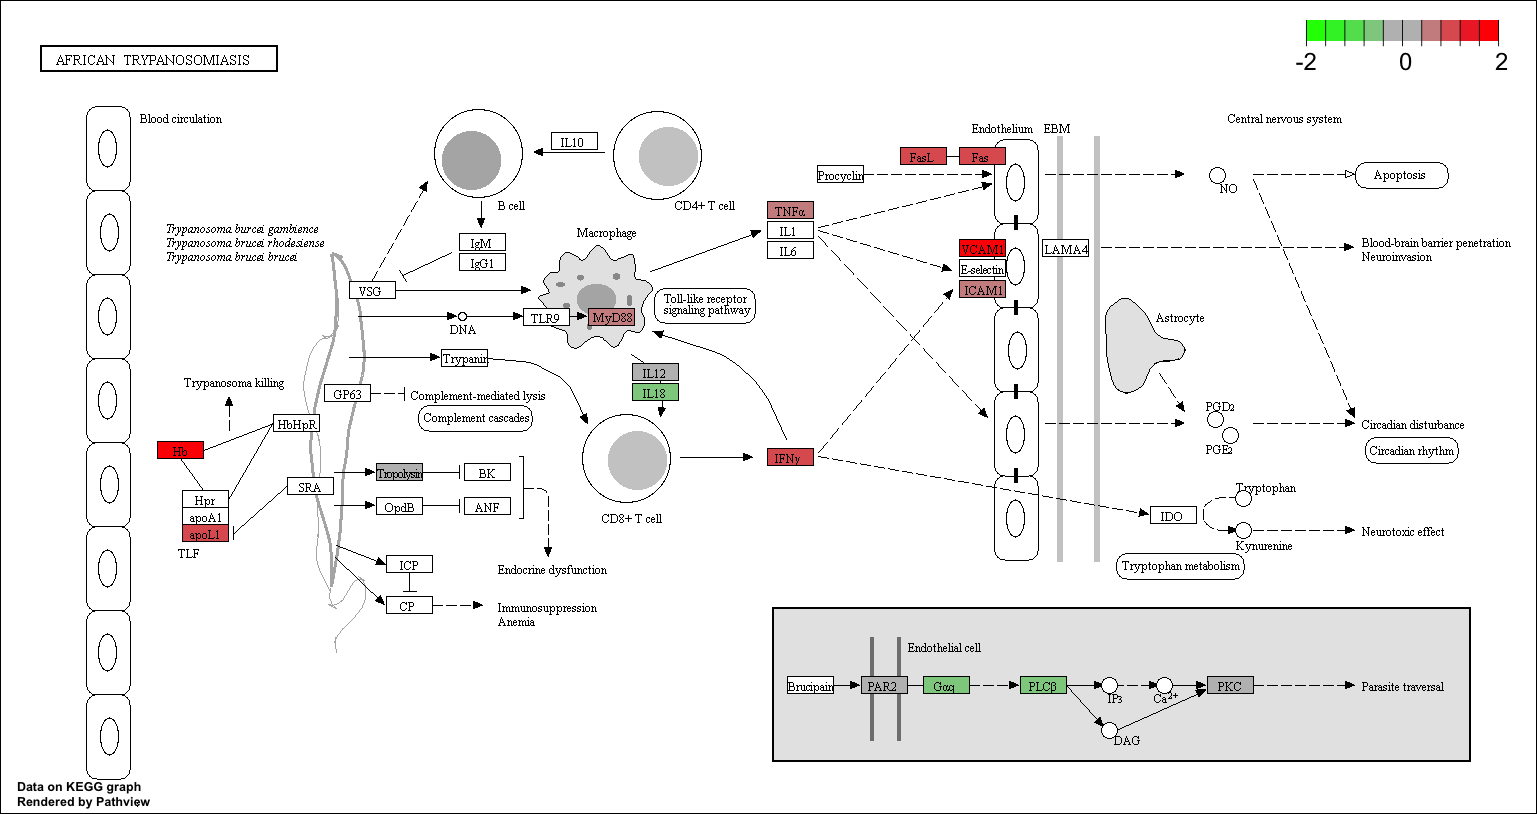 -2 0 2
AFRICAN TRYPANOSOMIASIS
Blood circulation
Endothelium
EBM
Central nervous system
IL10
FasL
Fas
Procyclin
NO
Apoptosis
B cell
CD4+ T cell
TNFα
IL1
IL6
Trypanosoma burcei gambience
Trypanosoma brucei rhodesiense
Trypanosoma brucei brucei
Macrophage
IgM
IgG1
VCAM1
E-selectin
ICAM1
LAMA4
Blood-brain barrier penetration
Neuroinvasion
VSG
Toll-like receptor
signaling pathway
DNA
TLR9
MyD88
Astrocyte
Trypanin
IL12
IL18
Trypanosoma killing
GP63
Complement-mediated lysis
Complement cascades
HbHpR
Hb
PGD2
PGE2
Circadian disturbance
Circadian rhythm
IFNγ
Tropolysin
BK
SRA
Hpr
apoA1
apoL1
TLF
OpdB
ANF
CD8+ T cell
Tryptophan
IDO
Kynurenine
Neurotoxic effect
Tryptophan metabolism
ICP
Endocrine dysfunction
CP
Immunosuppression
Anemia
Endothelial cell
Brucipain
PAR2
Gαq
PLCβ
IP3
Ca2+
PKC
Parasite traversal
DAG
Data on KEGG graph
Rendered by Pathview